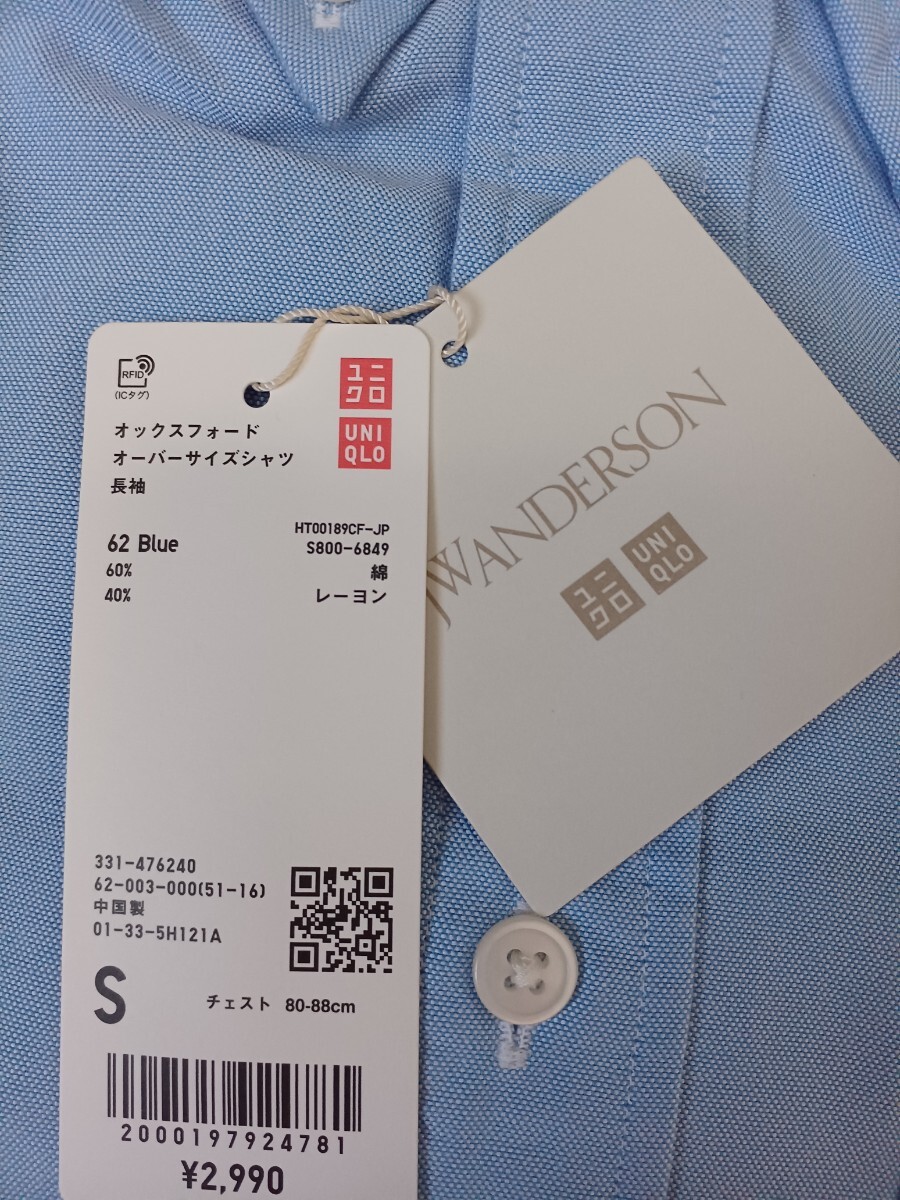 RFID
(ICタグ)
ユニ
クロ
UNI
QLO
オックスフォード
オーバーサイズシャツ
長袖
HT00189CF-JP
62 Blue S800-6849
60% 綿
40% レーヨン
331-476240
62-003-000(51-16)
中国製
01-33-5H121A
S チェスト 80-88cm
2000197924781
¥2,990
JWANDERSON
ユニ
クロ
UNI
QLO